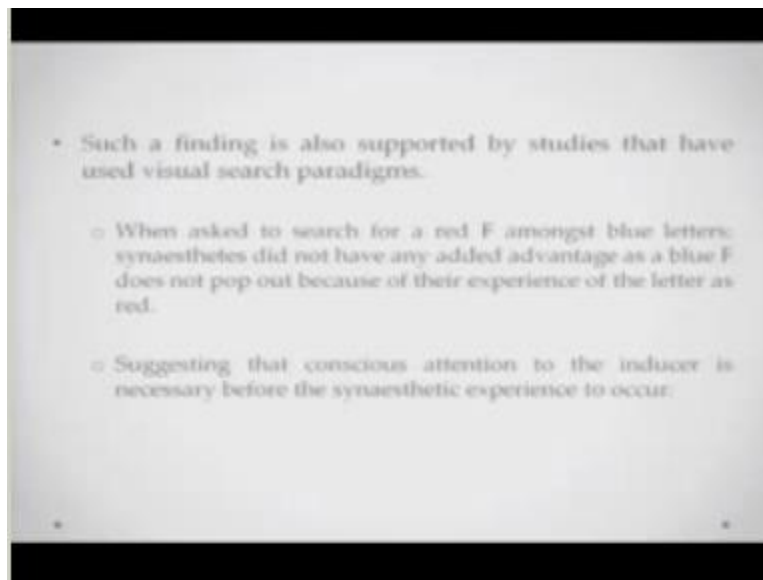 • Such a finding is also supported by studies that have
used visual search paradigms.
o When asked to search for a red F amongst blue letters;
synaesthetes did not have any added advantage as a blue F
does not pop out because of their experience of the letter as
red.
o Suggesting that conscious attention to the inducer is
necessary before the synaesthetic experience to occur.